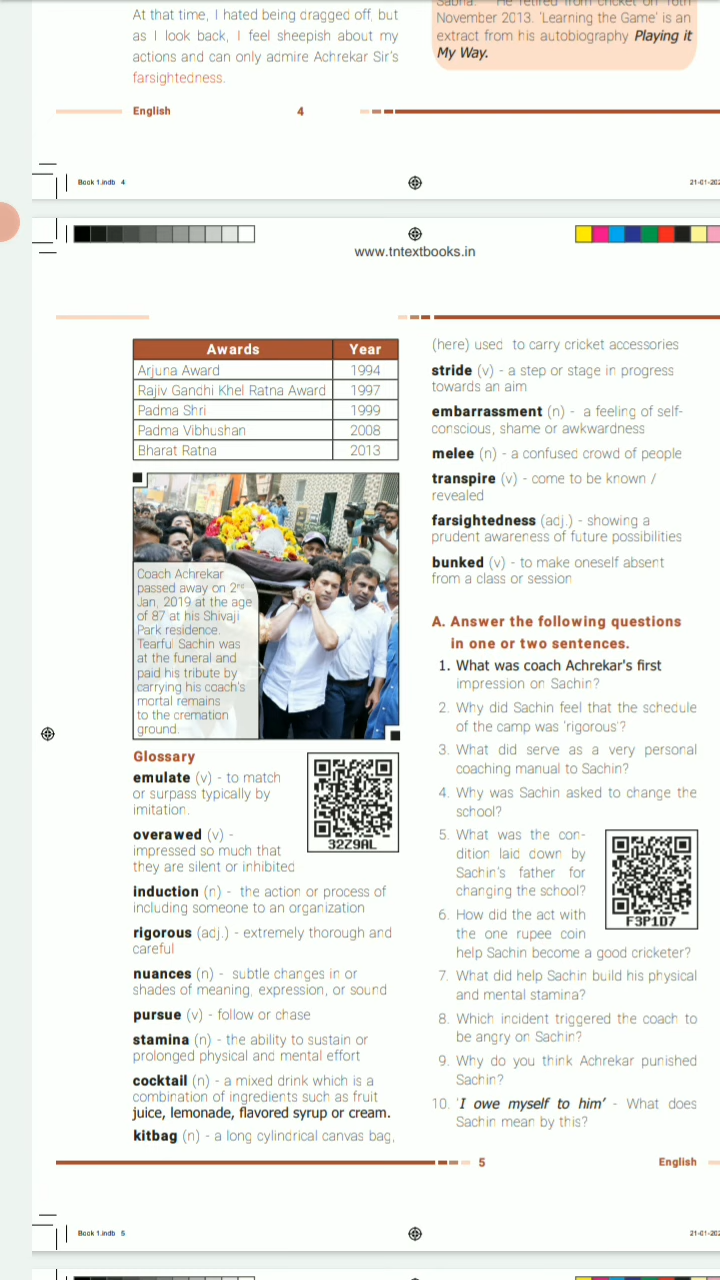 At that time, I hated being dragged off, but
as I look back, I feel sheepish about my
actions and can only admire Achrekar Sir's
farsightedness.
November 2013. 'Learning the Game' is an
extract from his autobiography Playing it
My Way.
English
4
Book 1.indb 4
www.tntextbooks.in
Awards Year
Arjuna Award 1994
Rajiv Gandhi Khel Ratna Award 1997
Padma Shri 1999
Padma Vibhushan 2008
Bharat Ratna 2013
Coach Achrekar
passed away on 2nd
Jan, 2019 at the age
of 87 at his Shivaji
Park residence.
Tearful Sachin was
at the funeral and
paid his tribute by
carrying his coach's
mortal remains
to the cremation
ground.
Glossary
emulate (v) - to match
or surpass typically by
imitation.
overawed (v) -
impressed so much that
they are silent or inhibited
32Z9AL
induction (n) - the action or process of
including someone to an organization
rigorous (adj.) - extremely thorough and
careful
nuances (n) - subtle changes in or
shades of meaning, expression, or sound
pursue (v) - follow or chase
stamina (n) - the ability to sustain or
prolonged physical and mental effort
cocktail (n) - a mixed drink which is a
combination of ingredients such as fruit
juice, lemonade, flavored syrup or cream.
kitbag (n) - a long cylindrical canvas bag,
(here) used to carry cricket accessories
stride (v) - a step or stage in progress
towards an aim
embarrassment (n) - a feeling of self-
conscious, shame or awkwardness
melee (n) - a confused crowd of people
transpire (v) - come to be known /
revealed
farsightedness (adj.) - showing a
prudent awareness of future possibilities
bunked (v) - to make oneself absent
from a class or session
A. Answer the following questions
in one or two sentences.
1. What was coach Achrekar's first
impression on Sachin?
2. Why did Sachin feel that the schedule
of the camp was 'rigorous'?
3. What did serve as a very personal
coaching manual to Sachin?
4. Why was Sachin asked to change the
school?
5. What was the con-
dition laid down by
Sachin's father for
changing the school?
F3P1D7
6. How did the act with
the one rupee coin
help Sachin become a good cricketer?
7. What did help Sachin build his physical
and mental stamina?
8. Which incident triggered the coach to
be angry on Sachin?
9. Why do you think Achrekar punished
Sachin?
10. 'I owe myself to him' - What does
Sachin mean by this?
5
English
Book 1.indb 5